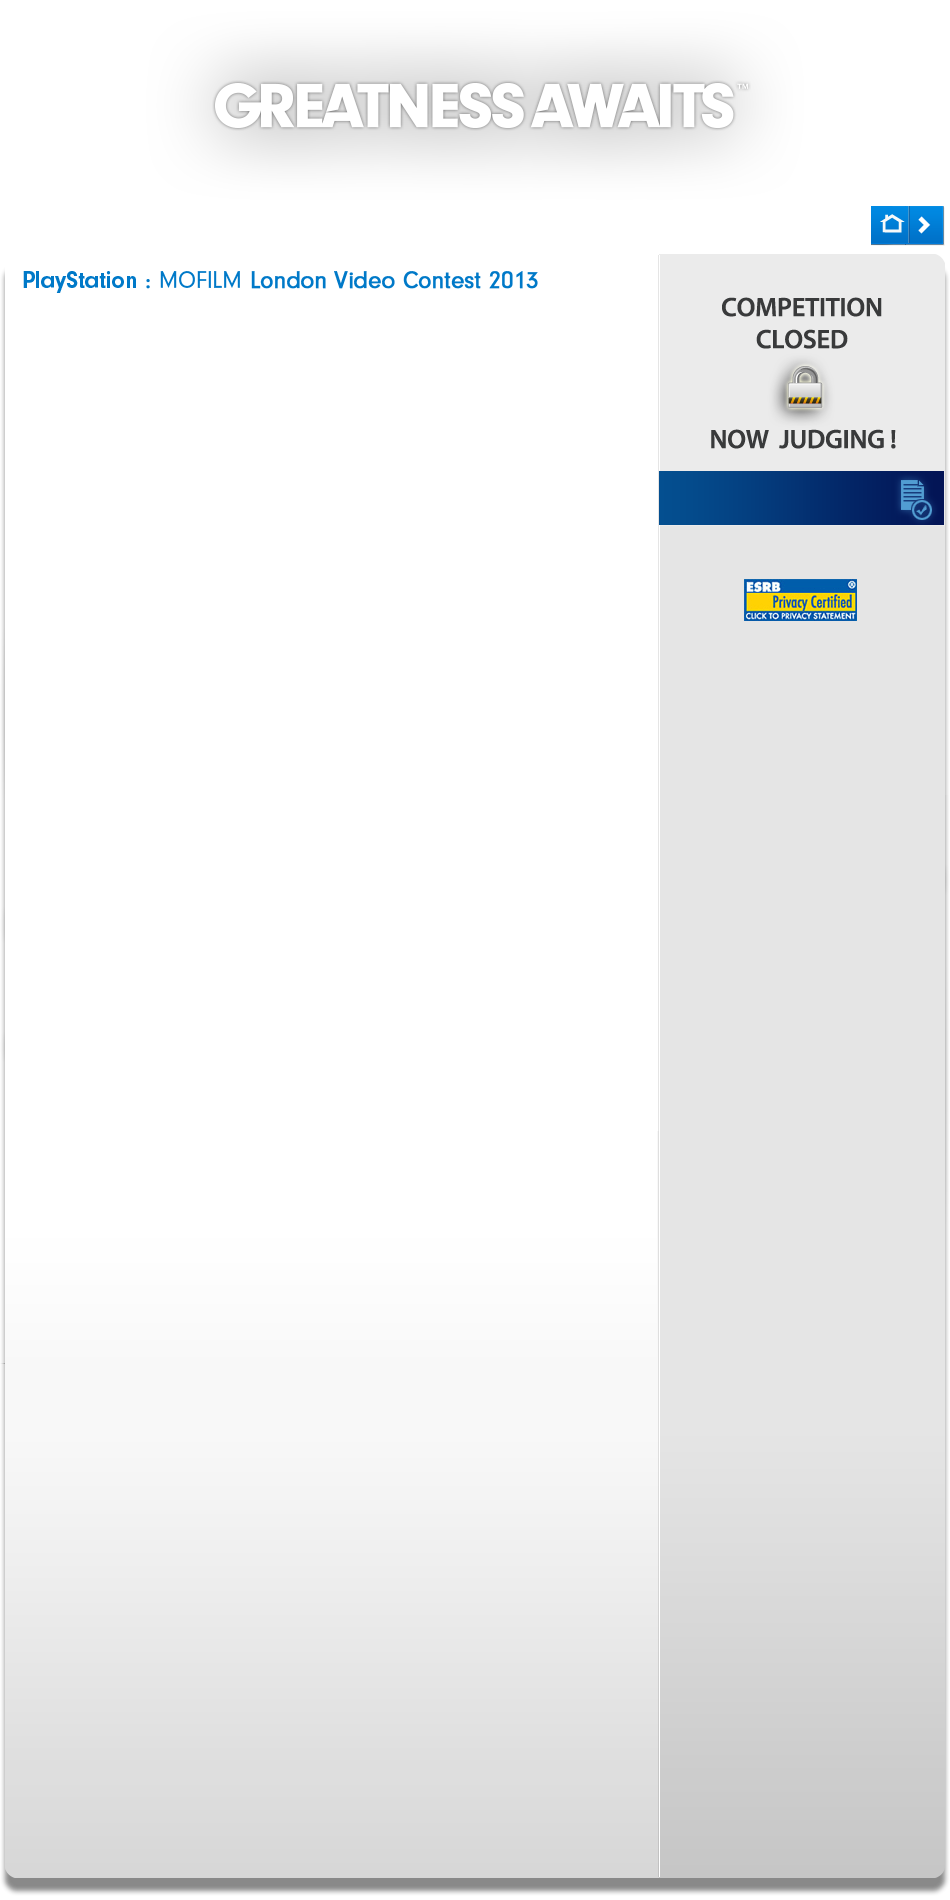 GREATNESS AWAITS™
PlayStation : MOFILM London Video Contest 2013
COMPETITION
CLOSED
NOW JUDGING !
ESRB ®
Privacy Certified
CLICK TO PRIVACY STATEMENT